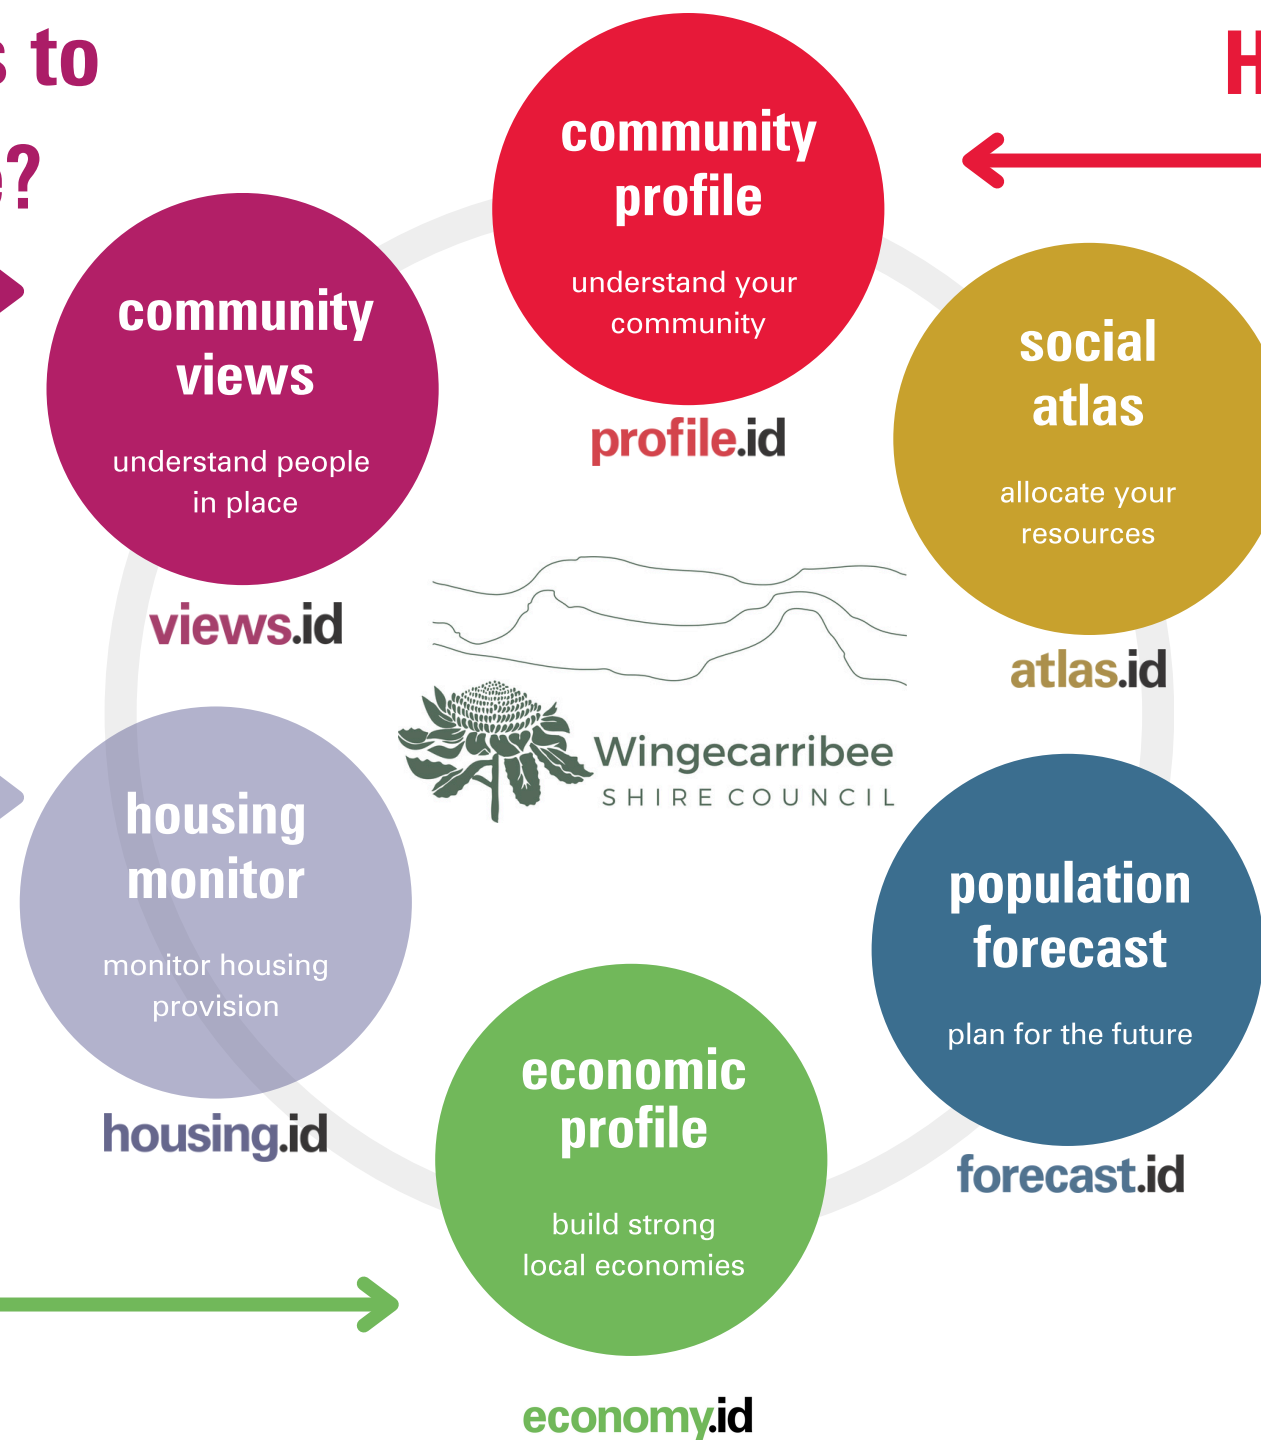 s to
e?
H
community
profile
understand your
community
profile.id
community
views
understand people
in place
views.id
social
atlas
allocate your
resources
atlas.id
Wingecarribee
SHIRE COUNCIL
housing
monitor
monitor housing
provision
housing.id
population
forecast
plan for the future
forecast.id
economic
profile
build strong
local economies
economy.id